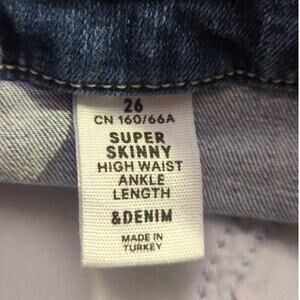 26
CN 160/66A
SUPER
SKINNY
HIGH WAIST
ANKLE
LENGTH
&DENIM
MADE IN
TURKEY